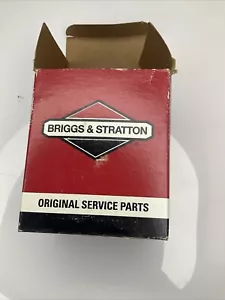 BRIGGS & STRATTON
ORIGINAL SERVICE PARTS